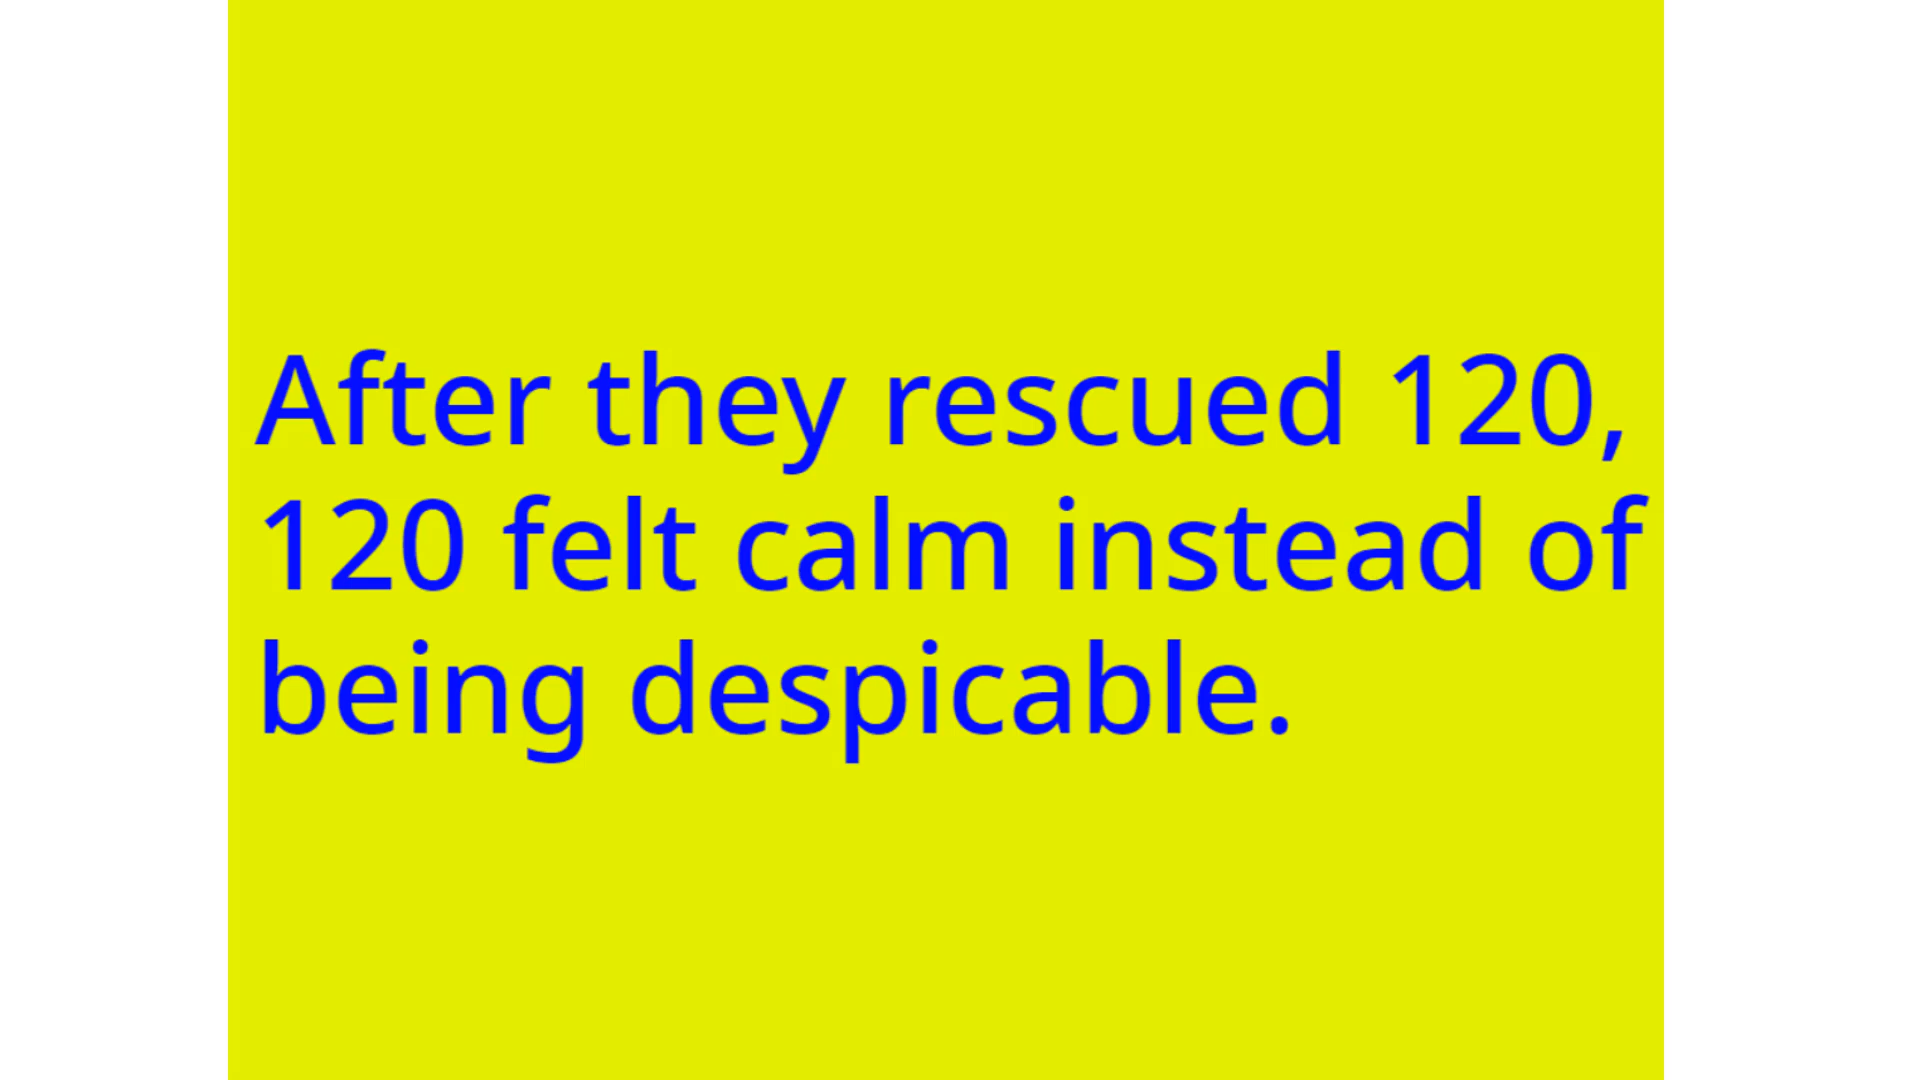 After they rescued 120,
120 felt calm instead of
being despicable.